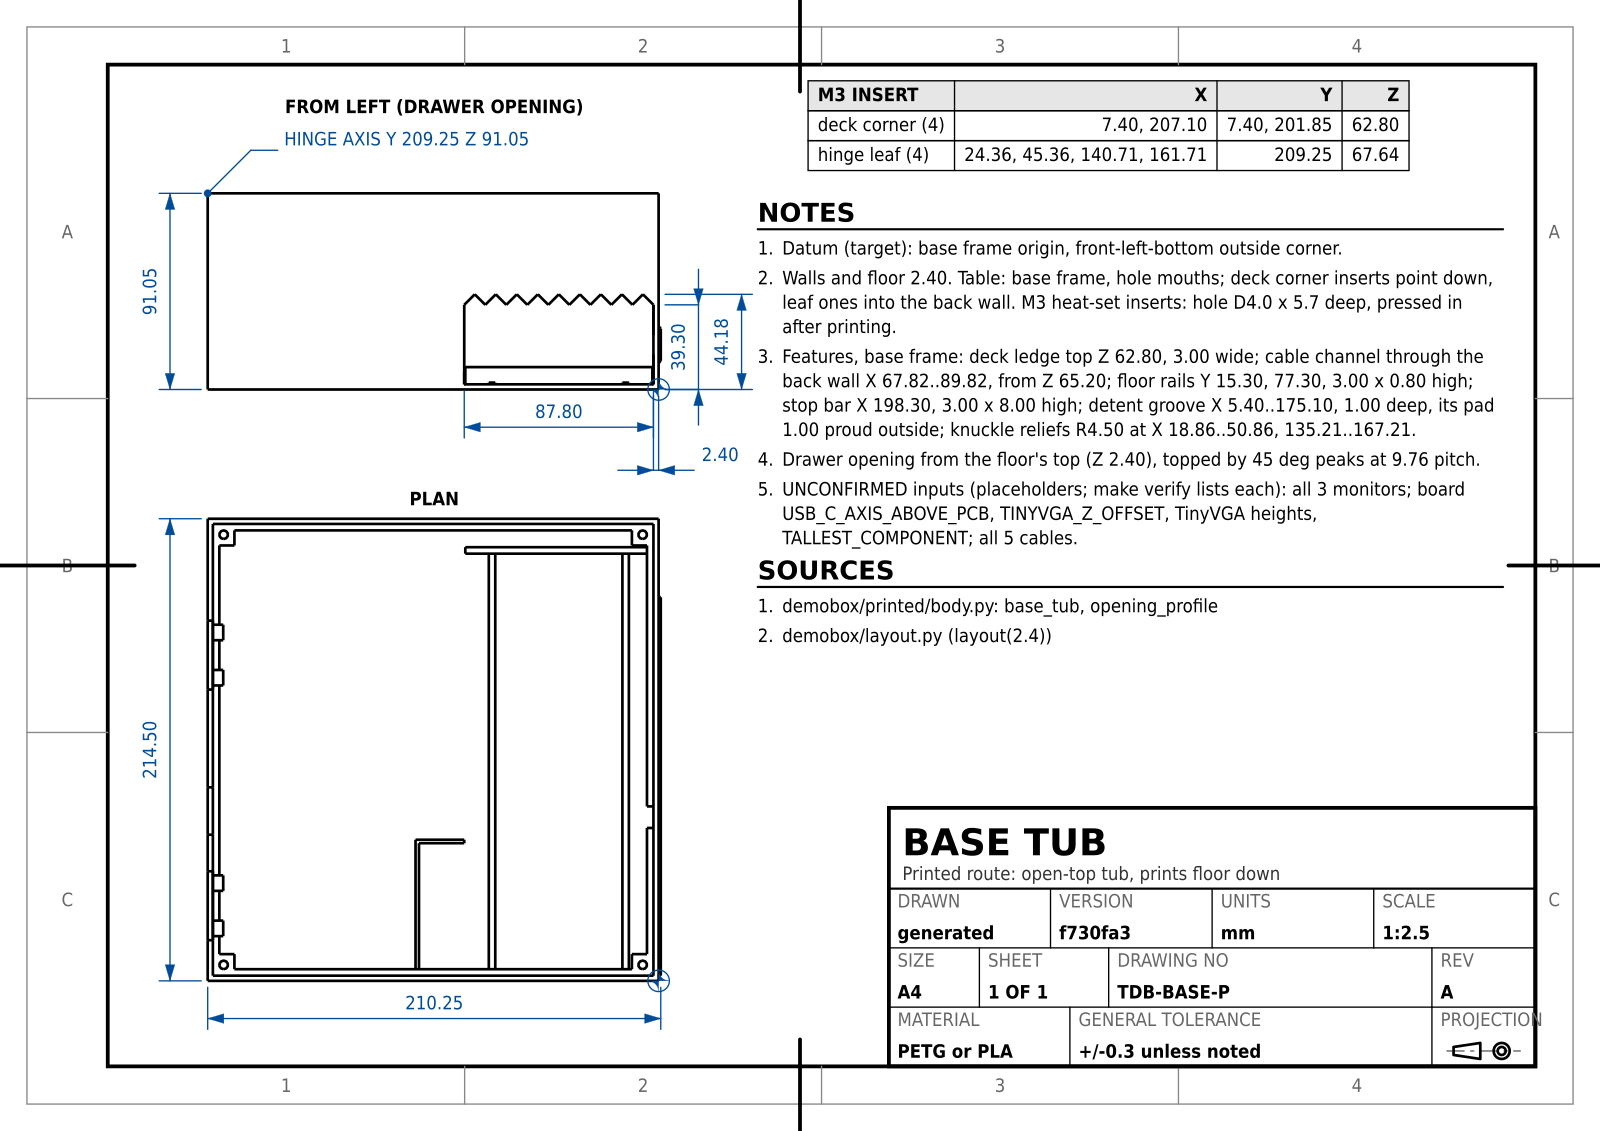 1 2 3 4
FROM LEFT (DRAWER OPENING)
HINGE AXIS Y 209.25 Z 91.05
91.05
39.30
44.18
87.80
2.40
M3 INSERT X Y Z
deck corner (4) 7.40, 207.10 7.40, 201.85 62.80
hinge leaf (4) 24.36, 45.36, 140.71, 161.71 209.25 67.64
A A
NOTES
1. Datum (target): base frame origin, front-left-bottom outside corner.
2. Walls and floor 2.40. Table: base frame, hole mouths; deck corner inserts point down,
leaf ones into the back wall. M3 heat-set inserts: hole D4.0 x 5.7 deep, pressed in
after printing.
3. Features, base frame: deck ledge top Z 62.80, 3.00 wide; cable channel through the
back wall X 67.82..89.82, from Z 65.20; floor rails Y 15.30, 77.30, 3.00 x 0.80 high;
stop bar X 198.30, 3.00 x 8.00 high; detent groove X 5.40..175.10, 1.00 deep, its pad
1.00 proud outside; knuckle reliefs R4.50 at X 18.86..50.86, 135.21..167.21.
4. Drawer opening from the floor's top (Z 2.40), topped by 45 deg peaks at 9.76 pitch.
5. UNCONFIRMED inputs (placeholders; make verify lists each): all 3 monitors; board
USB_C_AXIS_ABOVE_PCB, TINYVGA_Z_OFFSET, TinyVGA heights,
TALLEST_COMPONENT; all 5 cables.
B B
SOURCES
1. demobox/printed/body.py: base_tub, opening_profile
2. demobox/layout.py (layout(2.4))
PLAN
214.50
210.25
C C
BASE TUB
Printed route: open-top tub, prints floor down
DRAWN VERSION UNITS SCALE
generated f730fa3 mm 1:2.5
SIZE SHEET DRAWING NO REV
A4 1 OF 1 TDB-BASE-P A
MATERIAL GENERAL TOLERANCE PROJECTION
PETG or PLA +/-0.3 unless noted
1 2 3 4